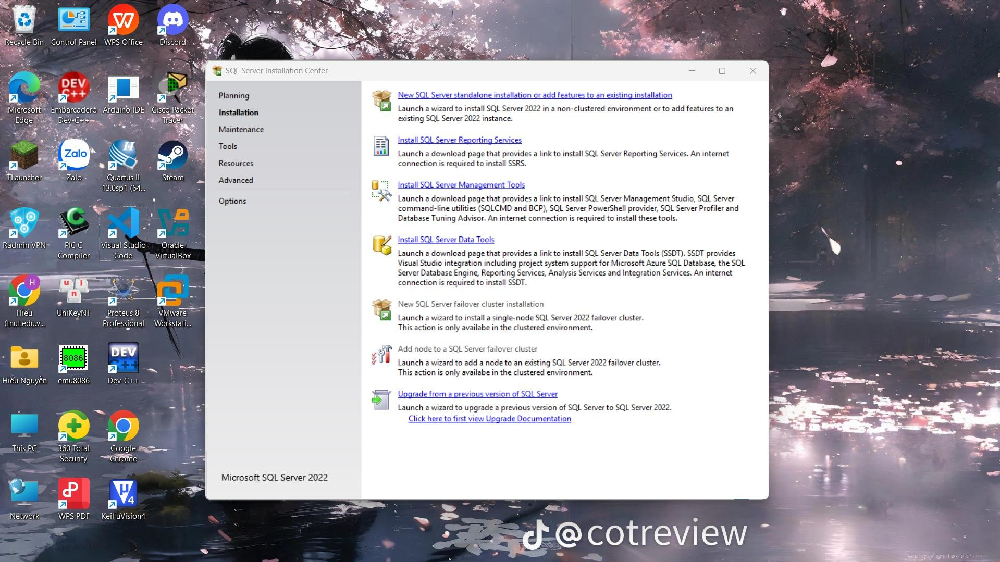 Recycle Bin
Control Panel
WPS Office
Discord
Microsoft
Edge
Embarcadero
Dev-C++
Arduino IDE
Cisco Packet
Tracer
TLauncher
Zalo
Quartus II
13.0sp1 (64...
Steam
Radmin VPN
PIC C
Compiler
Visual Studio
Code
Oracle
VirtualBox
Hiếu
(tnut.edu.v...
UniKeyNT
Proteus 8
Professional
VMware
Workstati...
Hiếu Nguyễn
emu8086
Dev-C++
This PC
360 Total
Security
Google
Chrome
Network
WPS PDF
Keil uVision4
DEV
C++
Zalo
II
H
u n i
8086
DEV
C++
µ
V4
SQL Server Installation Center
Planning
Installation
Maintenance
Tools
Resources
Advanced
Options
Microsoft SQL Server 2022
New SQL Server standalone installation or add features to an existing installation
Launch a wizard to install SQL Server 2022 in a non-clustered environment or to add features to an
existing SQL Server 2022 instance.
Install SQL Server Reporting Services
Launch a download page that provides a link to install SQL Server Reporting Services. An internet
connection is required to install SSRS.
Install SQL Server Management Tools
Launch a download page that provides a link to install SQL Server Management Studio, SQL Server
command-line utilities (SQLCMD and BCP), SQL Server PowerShell provider, SQL Server Profiler and
Database Tuning Advisor. An internet connection is required to install these tools.
Install SQL Server Data Tools
Launch a download page that provides a link to install SQL Server Data Tools (SSDT). SSDT provides
Visual Studio integration including project system support for Microsoft Azure SQL Database, the SQL
Server Database Engine, Reporting Services, Analysis Services and Integration Services. An internet
connection is required to install SSDT.
New SQL Server failover cluster installation
Launch a wizard to install a single-node SQL Server 2022 failover cluster.
This action is only availabe in the clustered environment.
Add node to a SQL Server failover cluster
Launch a wizard to add a node to an existing SQL Server 2022 failover cluster.
This action is only availabe in the clustered environment.
Upgrade from a previous version of SQL Server
Launch a wizard to upgrade a previous version of SQL Server to SQL Server 2022.
Click here to first view Upgrade Documentation
@cotreview